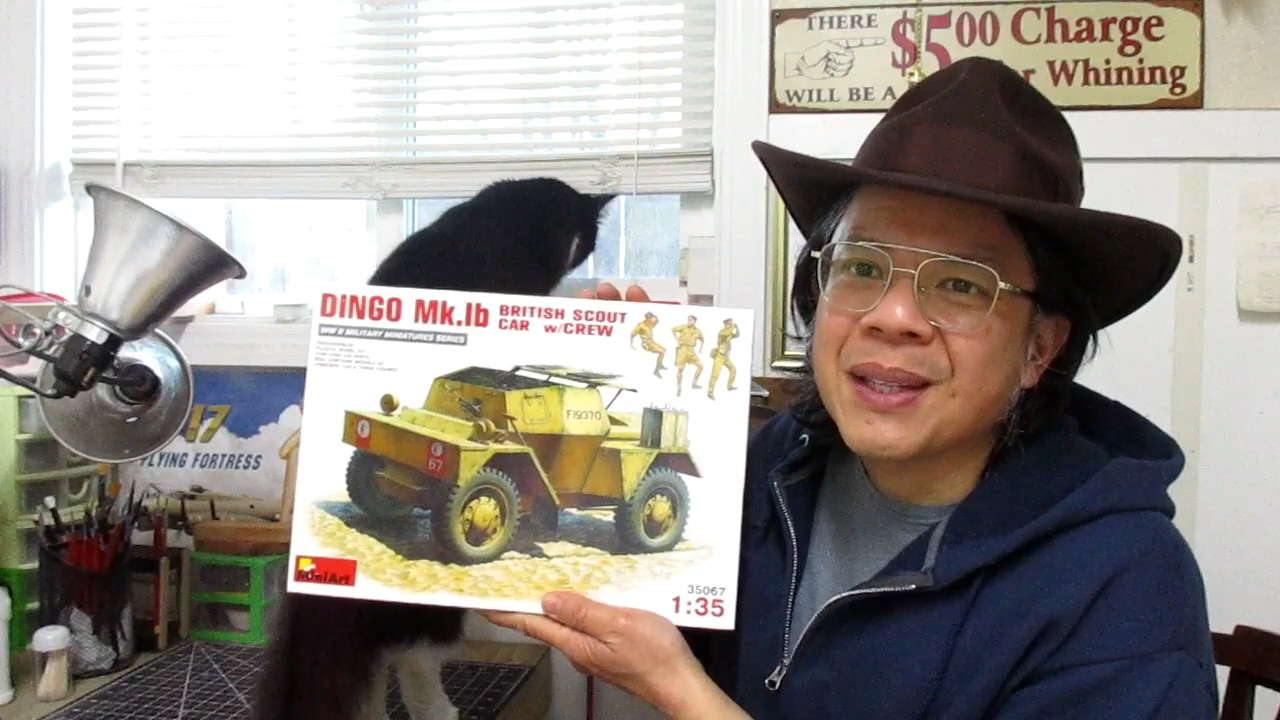 THERE
$5.00 Charge
r Whining
WILL BE A
DINGO Mk.Ib
BRITISH SCOUT
CAR w/CREW
WW II MILITARY MINIATURES SERIES
F19370
67
17
FLYING FORTRESS
MiniArt
35067
1:35